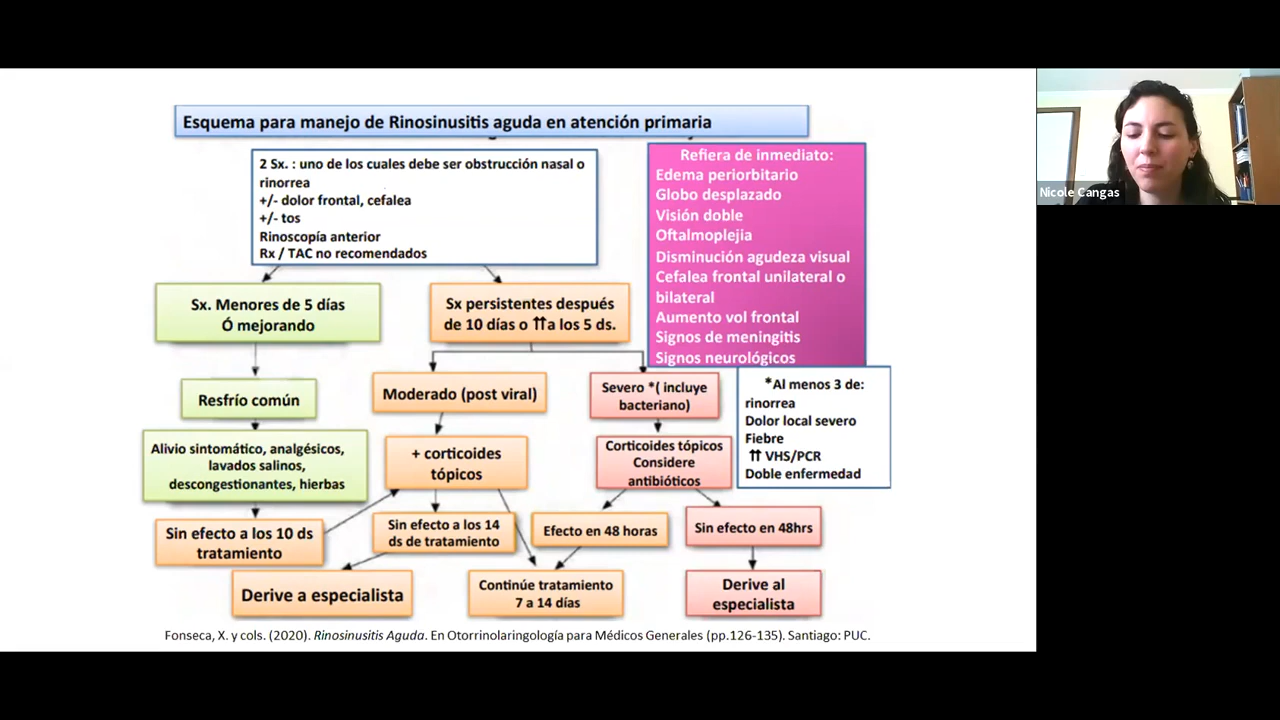 Esquema para manejo de Rinosinusitis aguda en atención primaria
2 Sx. : uno de los cuales debe ser obstrucción nasal o
rinorrea
+/- dolor frontal, cefalea
+/- tos
Rinoscopía anterior
Rx / TAC no recomendados
Refiera de inmediato:
Edema periorbitario
Globo desplazado
Visión doble
Oftalmoplejia
Disminución agudeza visual
Cefalea frontal unilateral o
bilateral
Aumento vol frontal
Signos de meningitis
Signos neurológicos
Nicole Cangas
Sx. Menores de 5 días
Ó mejorando
Sx persistentes después
de 10 días o ⇈a los 5 ds.
Resfrío común
Moderado (post viral)
Severo *( incluye
bacteriano)
*Al menos 3 de:
rinorrea
Dolor local severo
Fiebre
⇈ VHS/PCR
Doble enfermedad
Alivio sintomático, analgésicos,
lavados salinos,
descongestionantes, hierbas
+ corticoides
tópicos
Corticoides tópicos
Considere
antibióticos
Sin efecto a los 10 ds
tratamiento
Sin efecto a los 14
ds de tratamiento
Efecto en 48 horas
Sin efecto en 48hrs
Derive a especialista
Continúe tratamiento
7 a 14 días
Derive al
especialista
Fonseca, X. y cols. (2020). Rinosinusitis Aguda. En Otorrinolaringología para Médicos Generales (pp.126-135). Santiago: PUC.